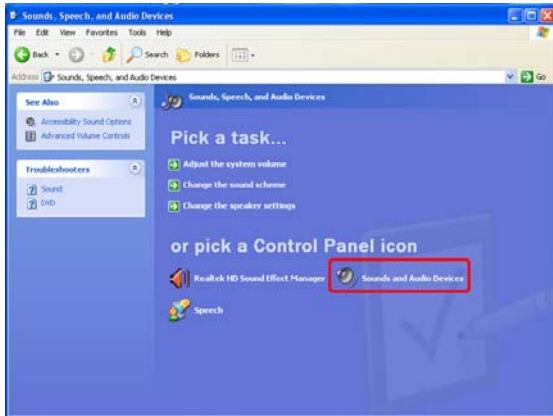 Sounds, Speech, and Audio Devices
File Edit View Favorites Tools Help
Back Search Folders
Address Sounds, Speech, and Audio Devices Go
See Also
Accessibility Sound Options
Advanced Volume Controls
Troubleshooters
Sound
DVD
Sounds, Speech, and Audio Devices
Pick a task...
Adjust the system volume
Change the sound scheme
Change the speaker settings
or pick a Control Panel icon
Realtek HD Sound Effect Manager Sounds and Audio Devices
Speech